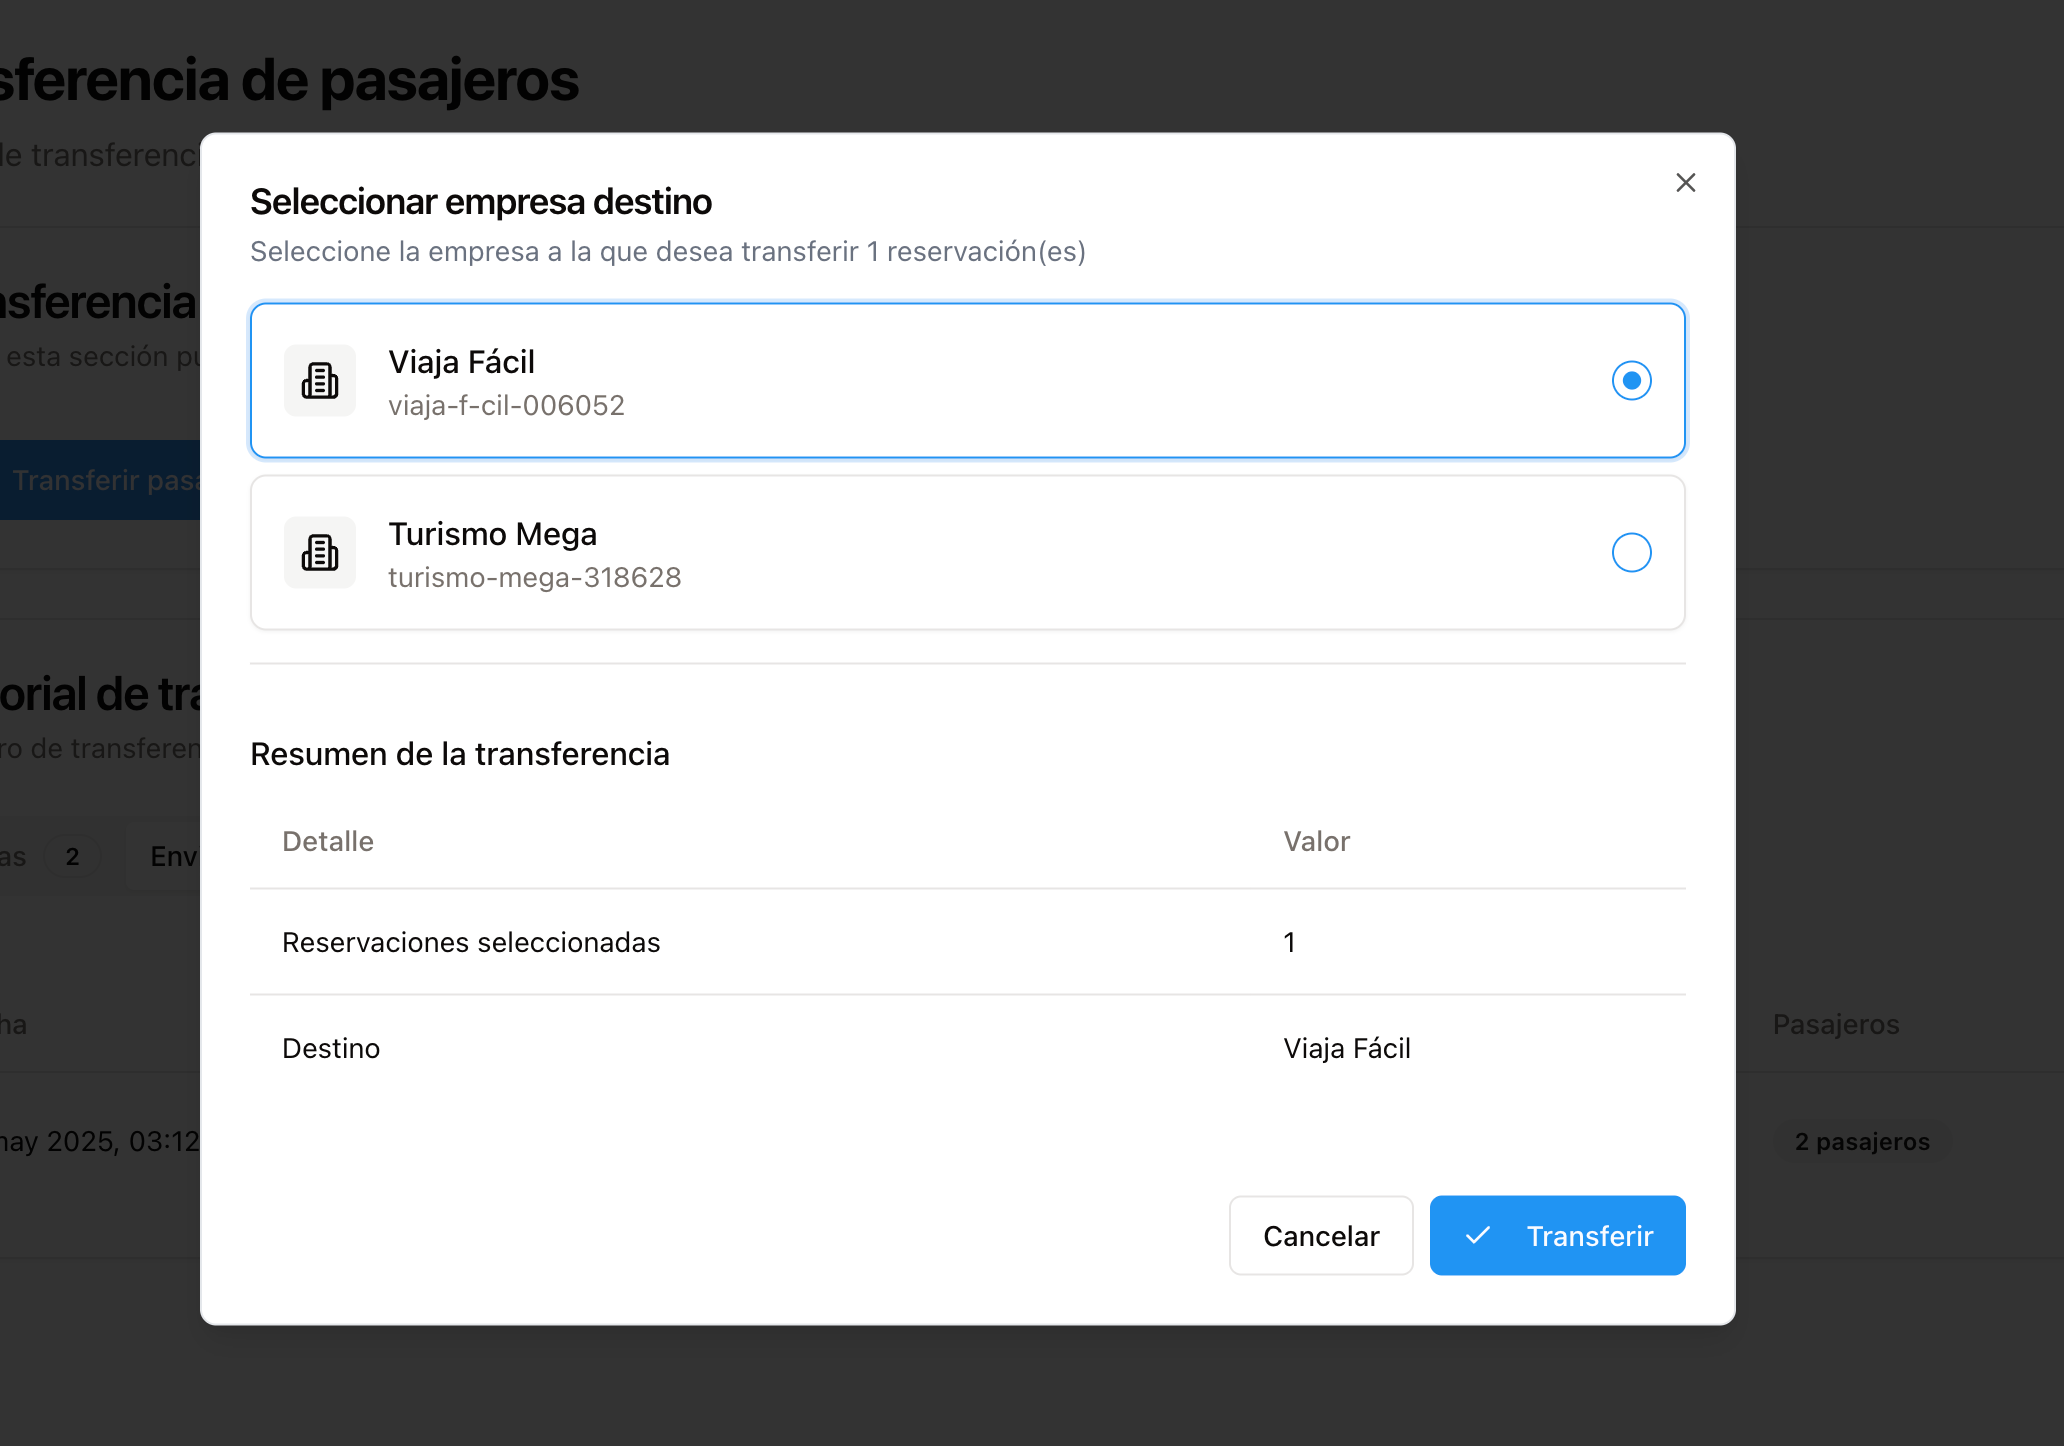 sferencia de pasajeros
de transferenc
Seleccionar empresa destino
Seleccione la empresa a la que desea transferir 1 reservación(es)
nsferencia
esta sección pu
Viaja Fácil
viaja-f-cil-006052
Transferir pasa
Turismo Mega
turismo-mega-318628
orial de tra
ro de transferen
Resumen de la transferencia
Detalle Valor
as 2 Env
Reservaciones seleccionadas 1
ha Pasajeros
Destino Viaja Fácil
may 2025, 03:12 2 pasajeros
Cancelar Transferir